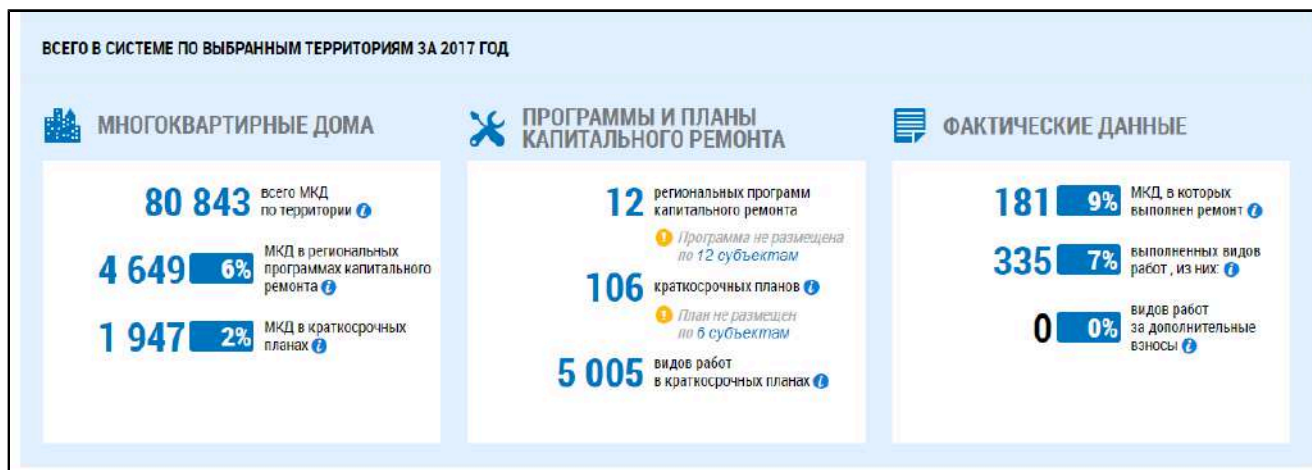 ВСЕГО В СИСТЕМЕ ПО ВЫБРАННЫМ ТЕРРИТОРИЯМ ЗА 2017 ГОД
МНОГОКВАРТИРНЫЕ ДОМА
80 843 всего МКД
по территории
4 649 6% МКД в региональных
программах капитального
ремонта
1 947 2% МКД в краткосрочных
планах
ПРОГРАММЫ И ПЛАНЫ
КАПИТАЛЬНОГО РЕМОНТА
12 региональных программ
капитального ремонта
Программа не размещена
по 12 субъектам
106 краткосрочных планов
План не размещен
по 6 субъектам
5 005 видов работ
в краткосрочных планах
ФАКТИЧЕСКИЕ ДАННЫЕ
181 9% МКД, в которых
выполнен ремонт
335 7% выполненных видов
работ , из них:
0 0% видов работ
за дополнительные
взносы